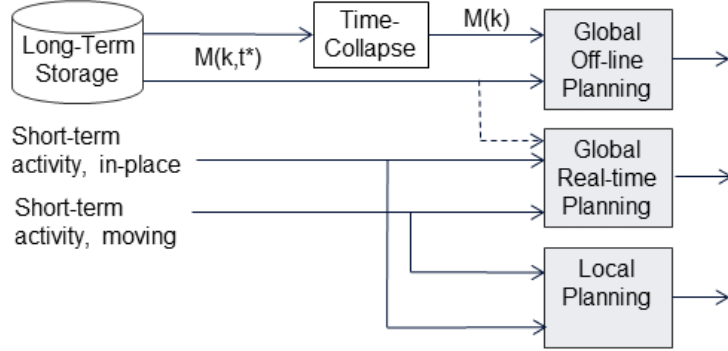 Long-Term
Storage
M(k,t*)
Time-
Collapse
M(k)
Global
Off-line
Planning
Short-term
activity, in-place
Short-term
activity, moving
Global
Real-time
Planning
Local
Planning